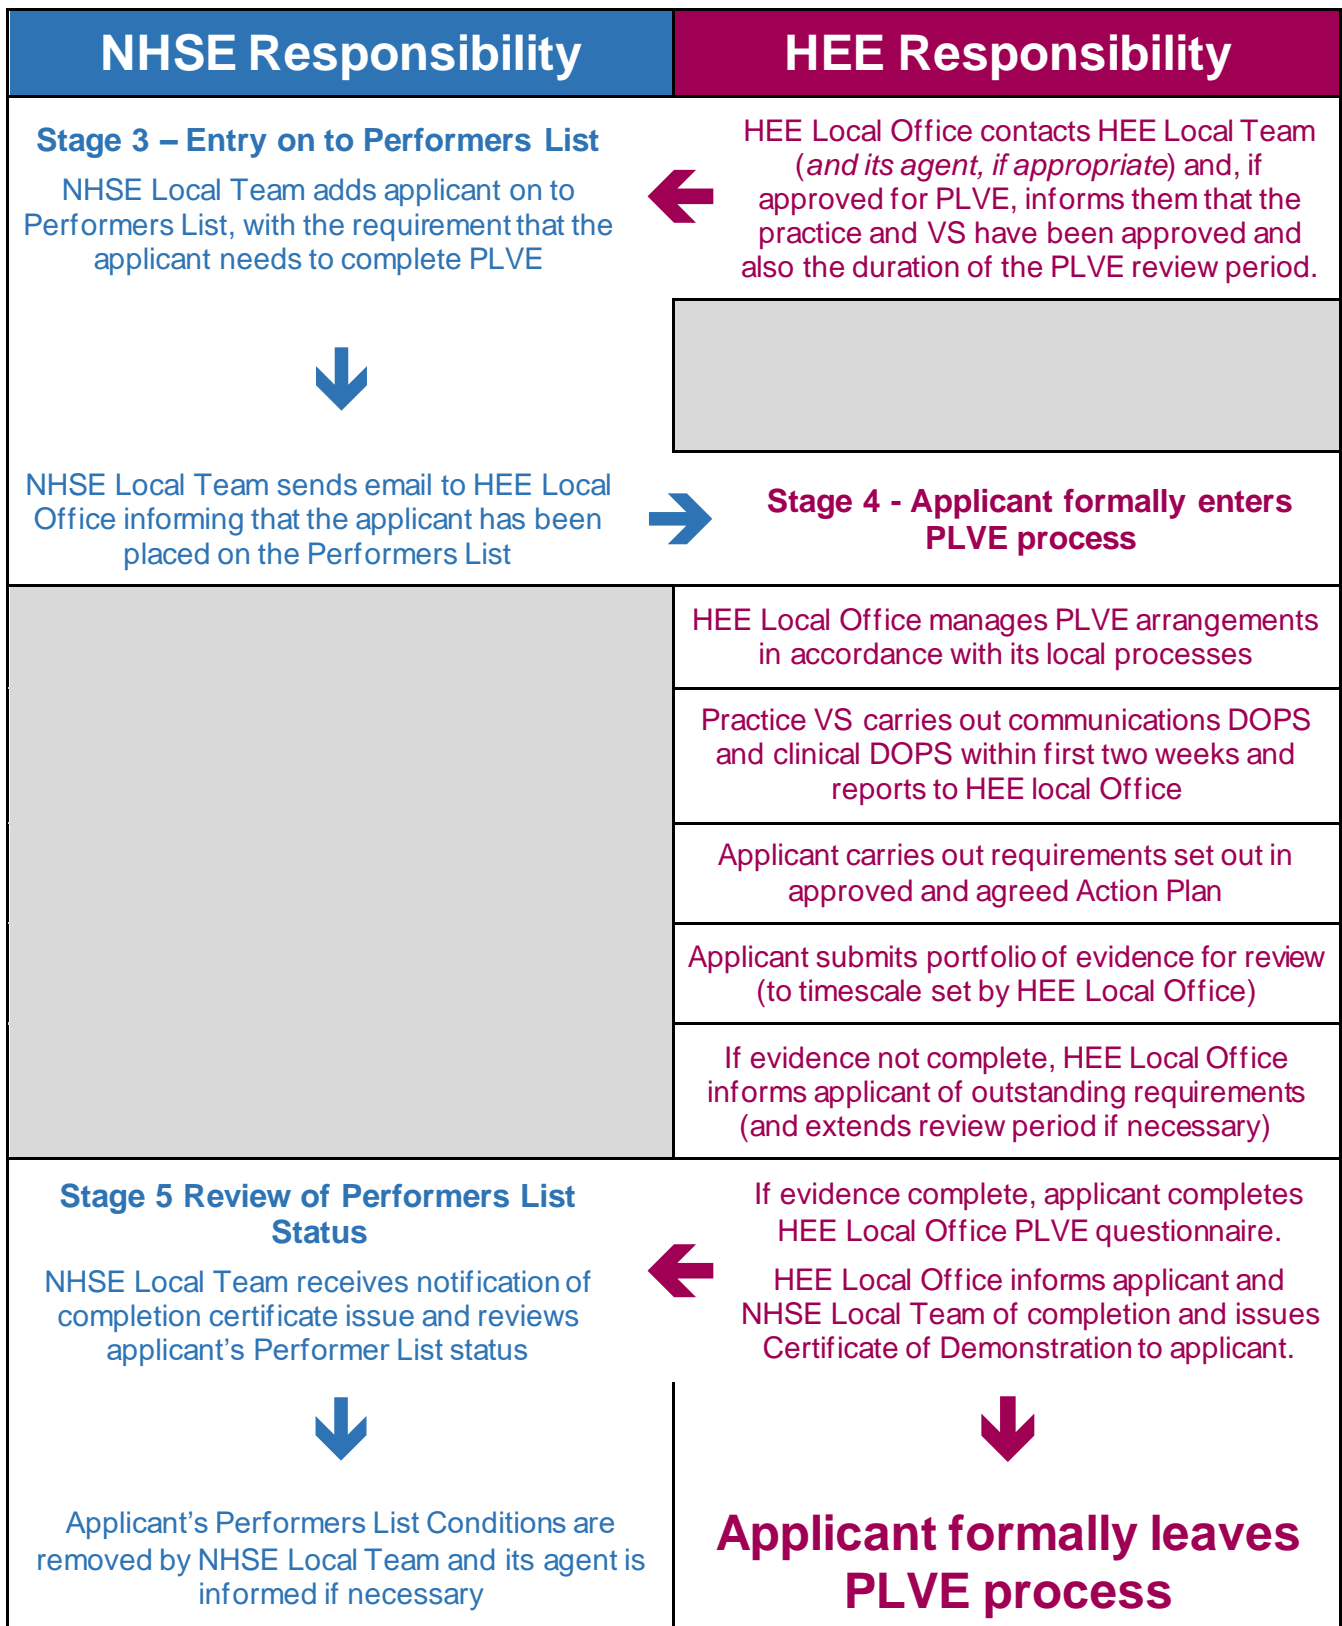 NHSE Responsibility
HEE Responsibility
Stage 3 – Entry on to Performers List
NHSE Local Team adds applicant on to
Performers List, with the requirement that the
applicant needs to complete PLVE
HEE Local Office contacts HEE Local Team
(and its agent, if appropriate) and, if
approved for PLVE, informs them that the
practice and VS have been approved and
also the duration of the PLVE review period.
NHSE Local Team sends email to HEE Local
Office informing that the applicant has been
placed on the Performers List
Stage 4 - Applicant formally enters
PLVE process
HEE Local Office manages PLVE arrangements
in accordance with its local processes
Practice VS carries out communications DOPS
and clinical DOPS within first two weeks and
reports to HEE local Office
Applicant carries out requirements set out in
approved and agreed Action Plan
Applicant submits portfolio of evidence for review
(to timescale set by HEE Local Office)
If evidence not complete, HEE Local Office
informs applicant of outstanding requirements
(and extends review period if necessary)
Stage 5 Review of Performers List
Status
NHSE Local Team receives notification of
completion certificate issue and reviews
applicant’s Performer List status
If evidence complete, applicant completes
HEE Local Office PLVE questionnaire.
HEE Local Office informs applicant and
NHSE Local Team of completion and issues
Certificate of Demonstration to applicant.
Applicant’s Performers List Conditions are
removed by NHSE Local Team and its agent is
informed if necessary
Applicant formally leaves
PLVE process